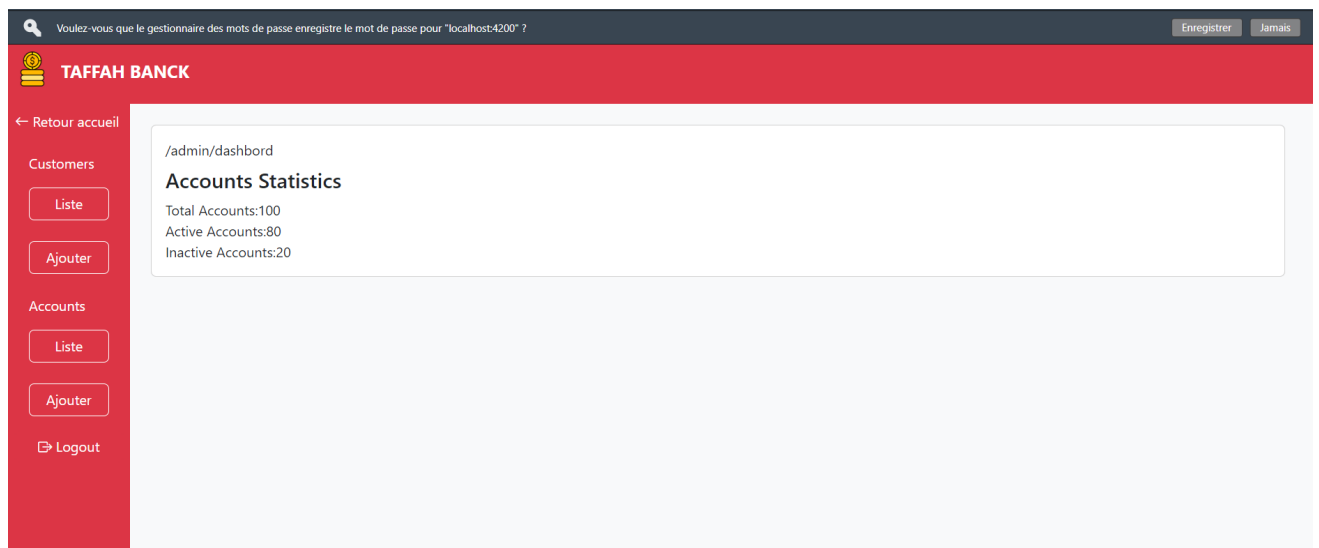 Voulez-vous que le gestionnaire des mots de passe enregistre le mot de passe pour "localhost:4200" ?
Enregistrer
Jamais
TAFFAH BANCK
← Retour accueil
Customers
Liste
Ajouter
Accounts
Liste
Ajouter
Logout
/admin/dashbord
Accounts Statistics
Total Accounts:100
Active Accounts:80
Inactive Accounts:20